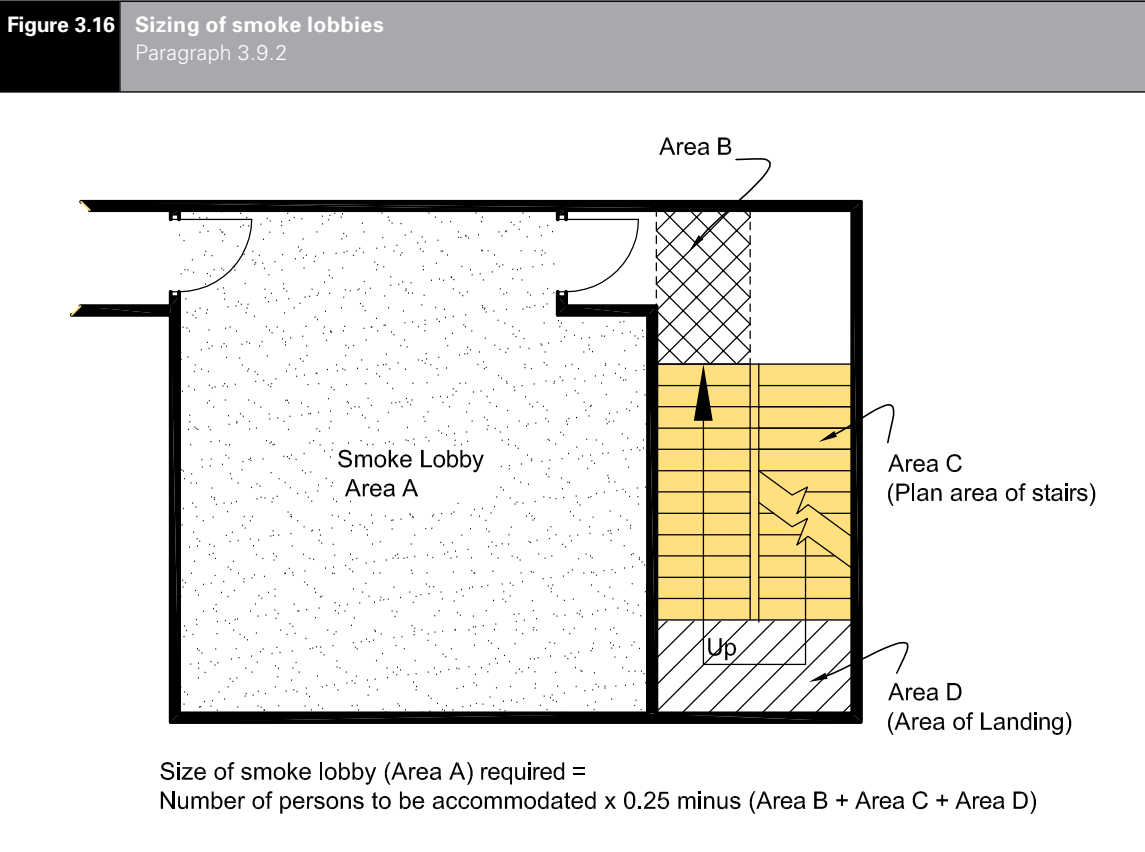 Figure 3.16
Sizing of smoke lobbies
Paragraph 3.9.2
Area B
Smoke Lobby
Area A
Area C
(Plan area of stairs)
Up
Area D
(Area of Landing)
Size of smoke lobby (Area A) required =
Number of persons to be accommodated x 0.25 minus (Area B + Area C + Area D)